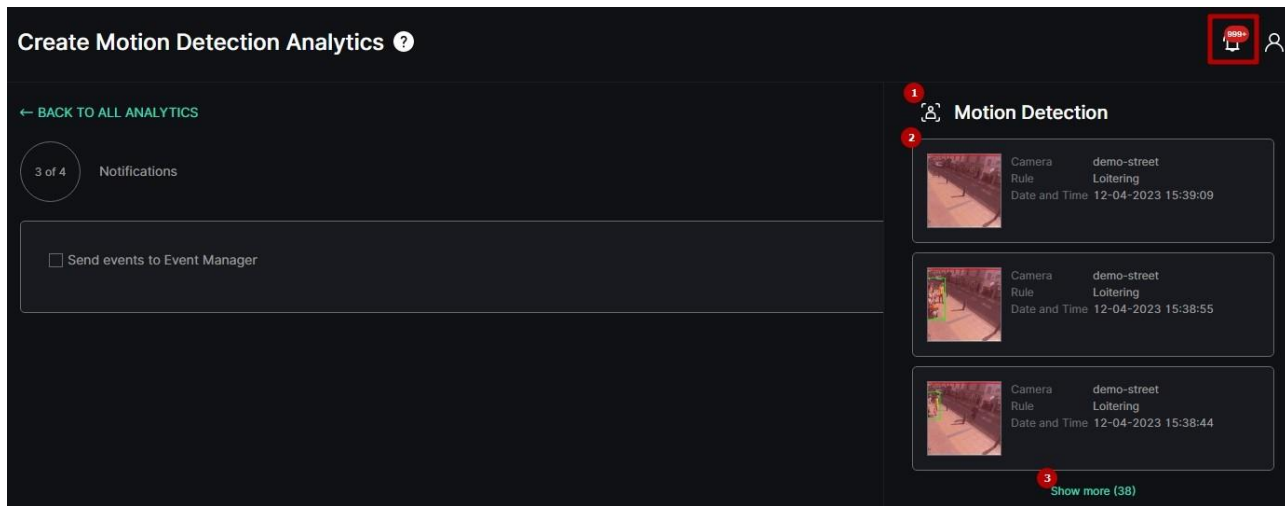 Create Motion Detection Analytics ?
999+
← BACK TO ALL ANALYTICS
3 of 4 Notifications
Send events to Event Manager
1
Motion Detection
2
Camera demo-street
Rule Loitering
Date and Time 12-04-2023 15:39:09
Camera demo-street
Rule Loitering
Date and Time 12-04-2023 15:38:55
Camera demo-street
Rule Loitering
Date and Time 12-04-2023 15:38:44
3
Show more (38)